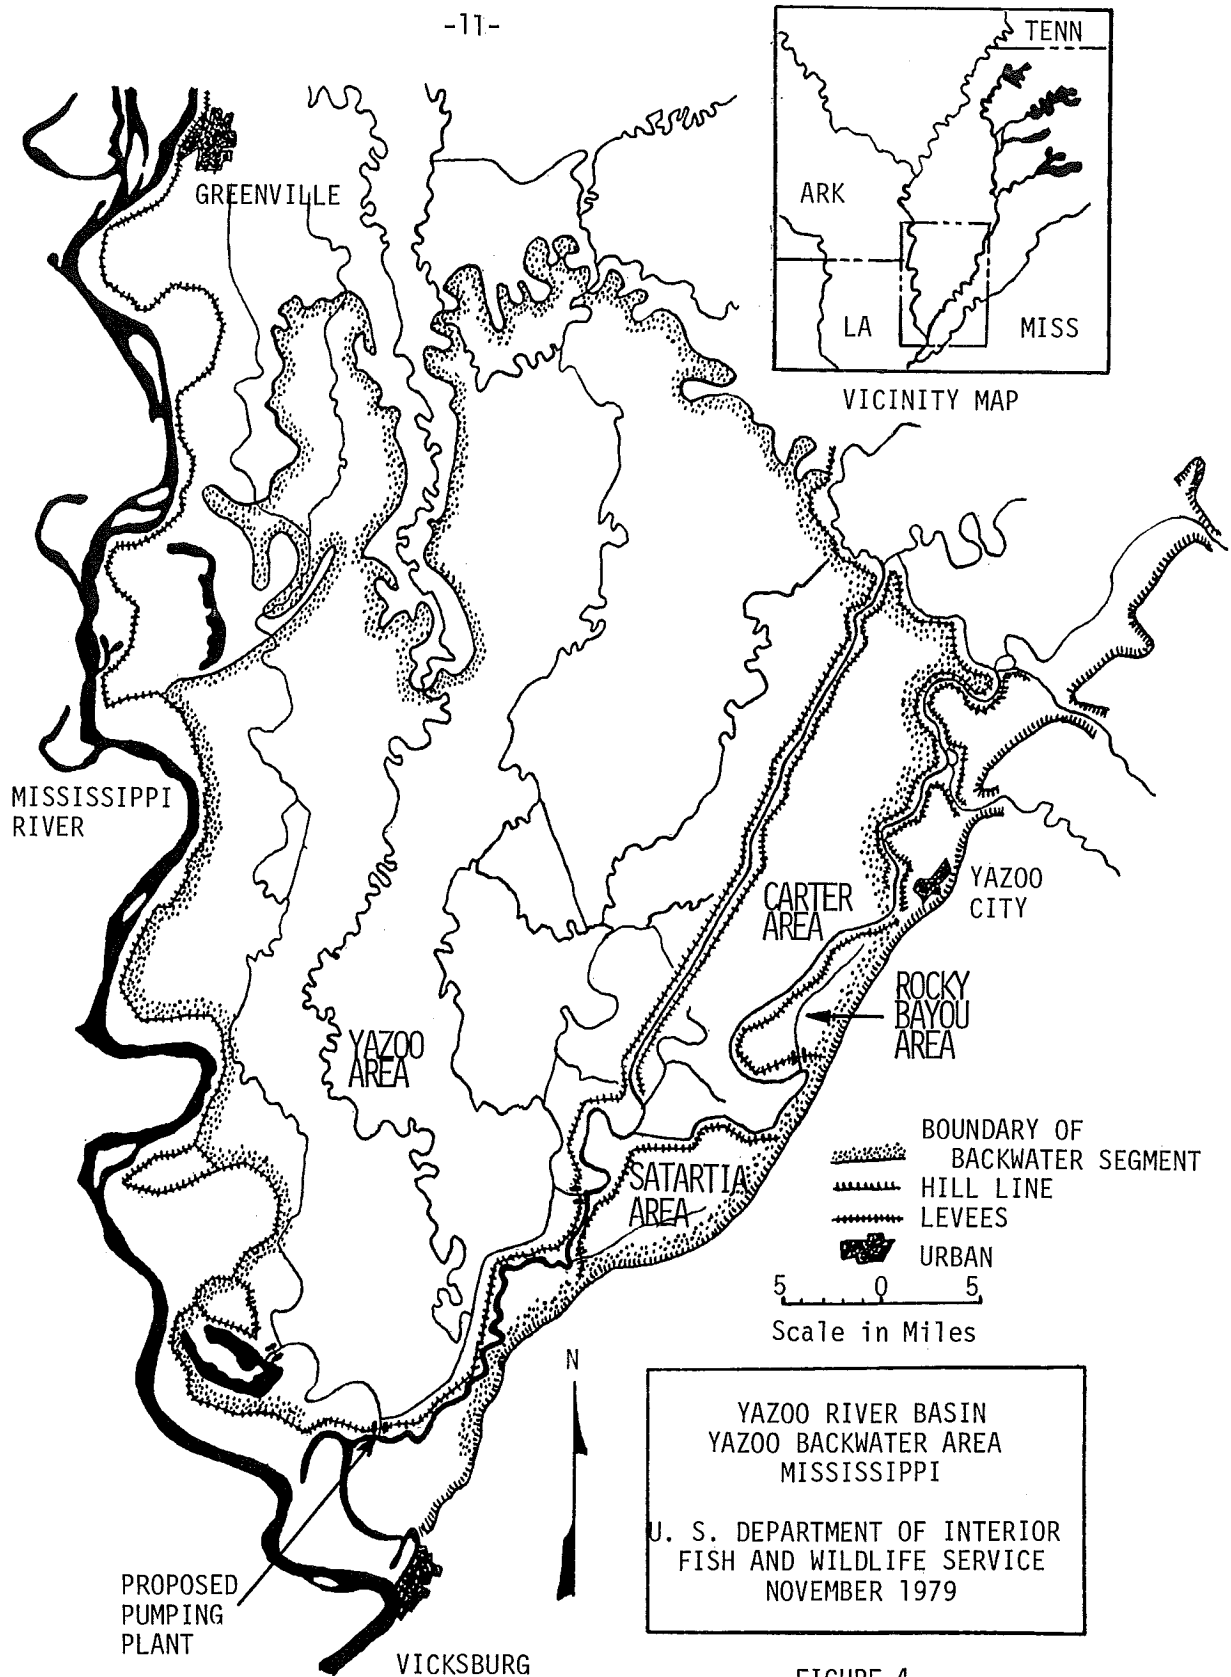 -11-
TENN
ARK
LA
MISS
VICINITY MAP
GREENVILLE
MISSISSIPPI
RIVER
YAZOO
CITY
CARTER
AREA
ROCKY
BAYOU
AREA
YAZOO
AREA
SATARTIA
AREA
BOUNDARY OF
BACKWATER SEGMENT
HILL LINE
LEVEES
URBAN
5 0 5
Scale in Miles
N
YAZOO RIVER BASIN
YAZOO BACKWATER AREA
MISSISSIPPI
U. S. DEPARTMENT OF INTERIOR
FISH AND WILDLIFE SERVICE
NOVEMBER 1979
PROPOSED
PUMPING
PLANT
VICKSBURG
FIGURE 4